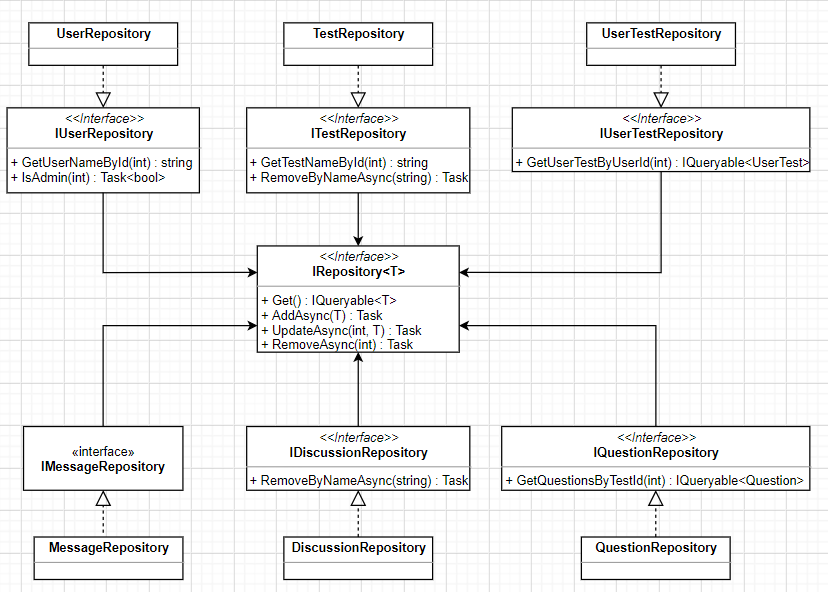 UserRepository
TestRepository
UserTestRepository
<<Interface>>
IUserRepository
+ GetUserNameById(int) : string
+ IsAdmin(int) : Task<bool>
<<Interface>>
ITestRepository
+ GetTestNameById(int) : string
+ RemoveByNameAsync(string) : Task
<<Interface>>
IUserTestRepository
+ GetUserTestByUserId(int) : IQueryable<UserTest>
<<Interface>>
IRepository<T>
+ Get() : IQueryable<T>
+ AddAsync(T) : Task
+ UpdateAsync(int, T) : Task
+ RemoveAsync(int) : Task
«interface»
IMessageRepository
<<Interface>>
IDiscussionRepository
+ RemoveByNameAsync(string) : Task
<<Interface>>
IQuestionRepository
+ GetQuestionsByTestId(int) : IQueryable<Question>
MessageRepository
DiscussionRepository
QuestionRepository